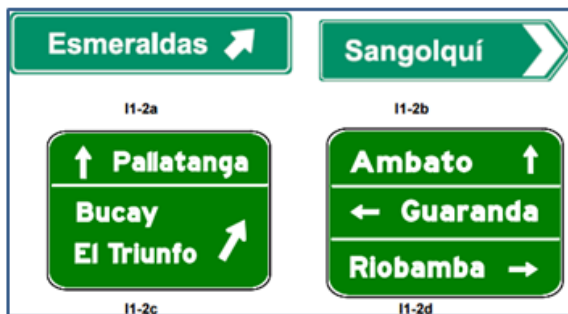 Esmeraldas
Sangolquí
I1-2a
I1-2b
Pallatanga
Bucay
El Triunfo
Ambato
Guaranda
Riobamba
I1-2c
I1-2d